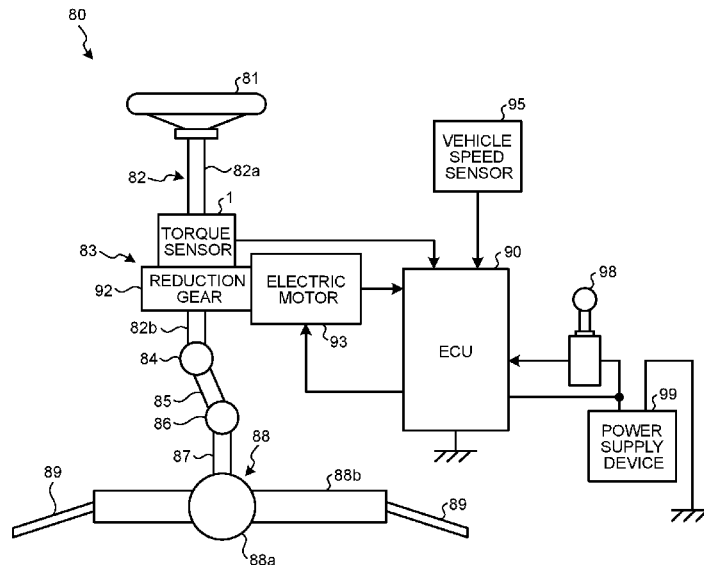 80
81
95
VEHICLE
SPEED
SENSOR
82
82a
1
TORQUE
SENSOR
83
90
98
92
REDUCTION
GEAR
ELECTRIC
MOTOR
82b
93
ECU
84
85
86
99
POWER
SUPPLY
DEVICE
87
88
88b
89
89
88a